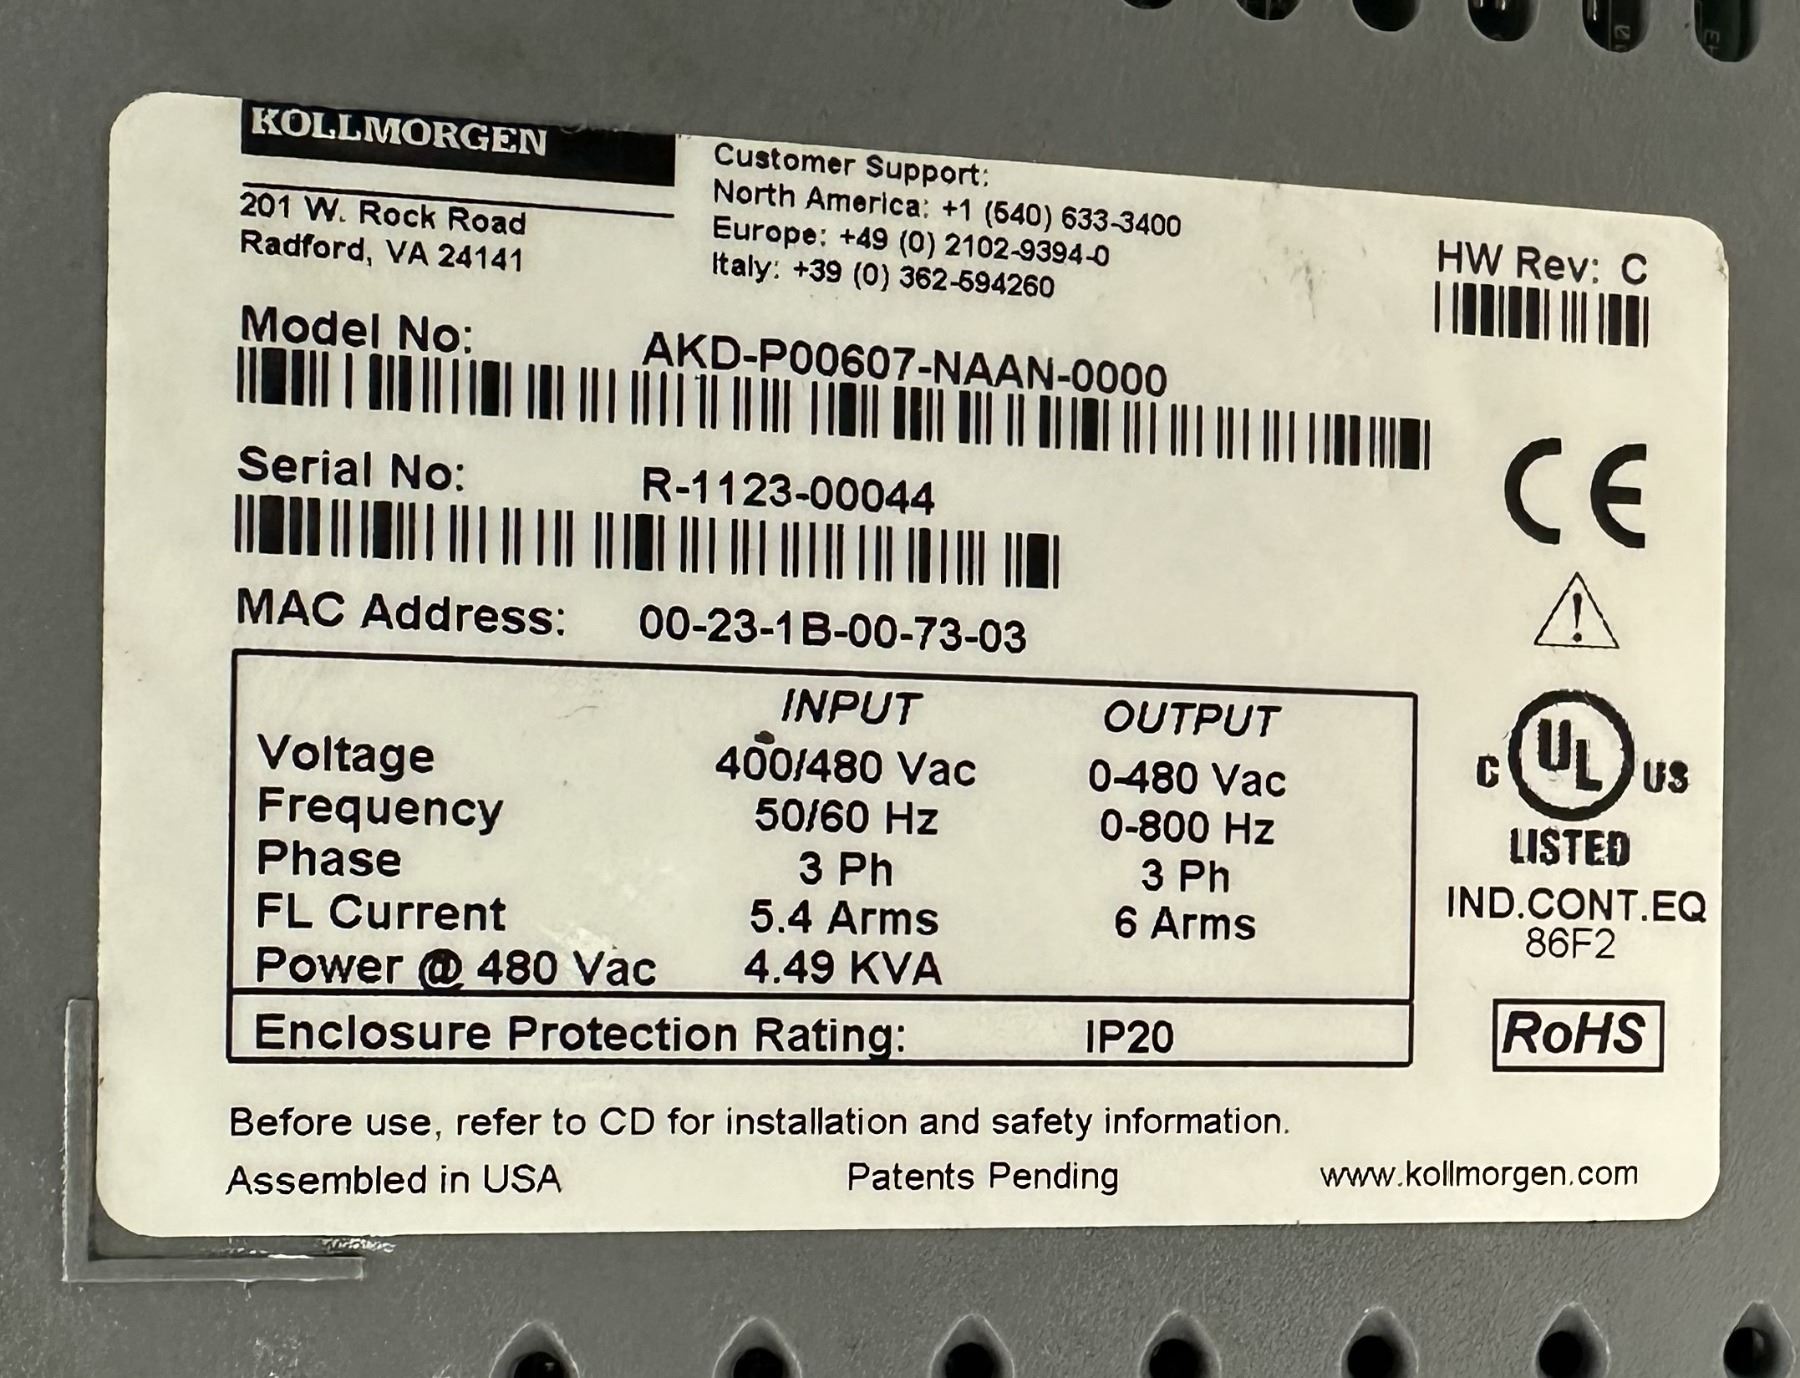 KOLLMORGEN
201 W. Rock Road
Radford, VA 24141
Customer Support:
North America: +1 (540) 633-3400
Europe: +49 (0) 2102-9394-0
Italy: +39 (0) 362-594260
HW Rev: C
Model No: AKD-P00607-NAAN-0000
Serial No: R-1123-00044
MAC Address: 00-23-1B-00-73-03
INPUT OUTPUT
Voltage 400/480 Vac 0-480 Vac
Frequency 50/60 Hz 0-800 Hz
Phase 3 Ph 3 Ph
FL Current 5.4 Arms 6 Arms
Power @ 480 Vac 4.49 KVA
Enclosure Protection Rating: IP20
CE
C UL US
LISTED
IND.CONT.EQ
86F2
RoHS
Before use, refer to CD for installation and safety information.
Assembled in USA Patents Pending www.kollmorgen.com